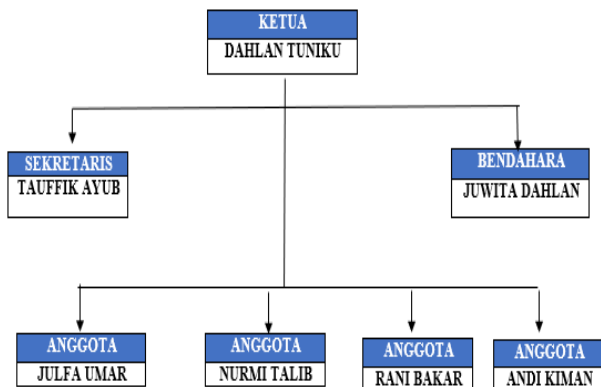 KETUA
DAHLAN TUNIKU
SEKRETARIS
TAUFFIK AYUB
BENDAHARA
JUWITA DAHLAN
ANGGOTA
JULFA UMAR
ANGGOTA
NURMI TALIB
ANGGOTA
RANI BAKAR
ANGGOTA
ANDI KIMAN